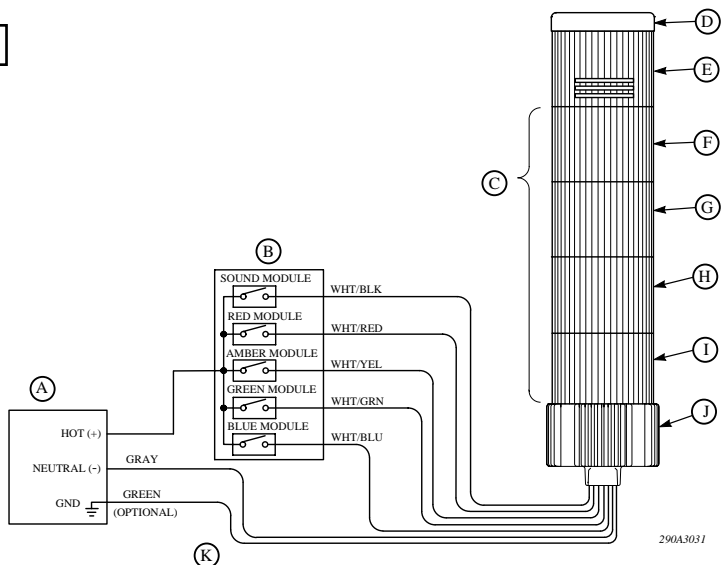 D
E
F
C
G
B
SOUND MODULE
WHT/BLK
H
RED MODULE
WHT/RED
AMBER MODULE
WHT/YEL
I
A
GREEN MODULE
WHT/GRN
J
HOT (+)
BLUE MODULE
WHT/BLU
NEUTRAL (-)
GRAY
GND
GREEN
(OPTIONAL)
K
290A3031